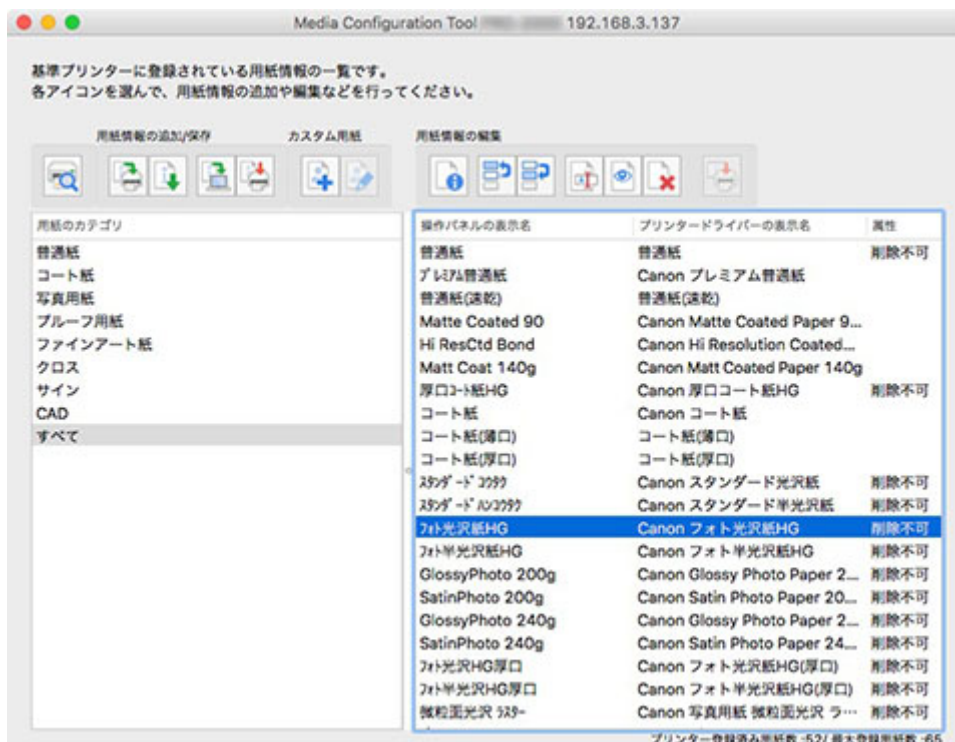 Media Configuration Tool 192.168.3.137
基準プリンターに登録されている用紙情報の一覧です。
各アイコンを選んで、用紙情報の追加や編集などを行ってください。
用紙情報の追加/保存 カスタム用紙 用紙情報の編集
用紙のカテゴリ
普通紙
コート紙
写真用紙
プルーフ用紙
ファインアート紙
クロス
サイン
CAD
すべて
操作パネルの表示名 プリンタードライバーの表示名 属性
普通紙 普通紙 削除不可
ﾌﾟﾚﾐｱﾑ普通紙 Canon プレミアム普通紙
普通紙(速乾) 普通紙(速乾)
Matte Coated 90 Canon Matte Coated Paper 9...
Hi ResCtd Bond Canon Hi Resolution Coated...
Matt Coat 140g Canon Matt Coated Paper 140g
厚口ｺｰﾄ紙HG Canon 厚口コート紙HG 削除不可
コート紙 Canon コート紙
コート紙(薄口) コート紙(薄口)
コート紙(厚口) コート紙(厚口)
ｽﾀﾝﾀﾞｰﾄﾞ ｺｳﾀｸ Canon スタンダード光沢紙 削除不可
ｽﾀﾝﾀﾞｰﾄﾞ ﾊﾝｺｳﾀｸ Canon スタンダード半光沢紙 削除不可
ﾌｫﾄ光沢紙HG Canon フォト光沢紙HG 削除不可
ﾌｫﾄ半光沢紙HG Canon フォト半光沢紙HG 削除不可
GlossyPhoto 200g Canon Glossy Photo Paper 2... 削除不可
SatinPhoto 200g Canon Satin Photo Paper 20... 削除不可
GlossyPhoto 240g Canon Glossy Photo Paper 2... 削除不可
SatinPhoto 240g Canon Satin Photo Paper 24... 削除不可
ﾌｫﾄ光沢HG厚口 Canon フォト光沢紙HG(厚口) 削除不可
ﾌｫﾄ半光沢HG厚口 Canon フォト半光沢紙HG(厚口) 削除不可
微粒面光沢 ﾗｽﾀｰ Canon 写真用紙 微粒面光沢 ラ… 削除不可
プリンター登録済み用紙数 :52/ 最大登録用紙数 :65